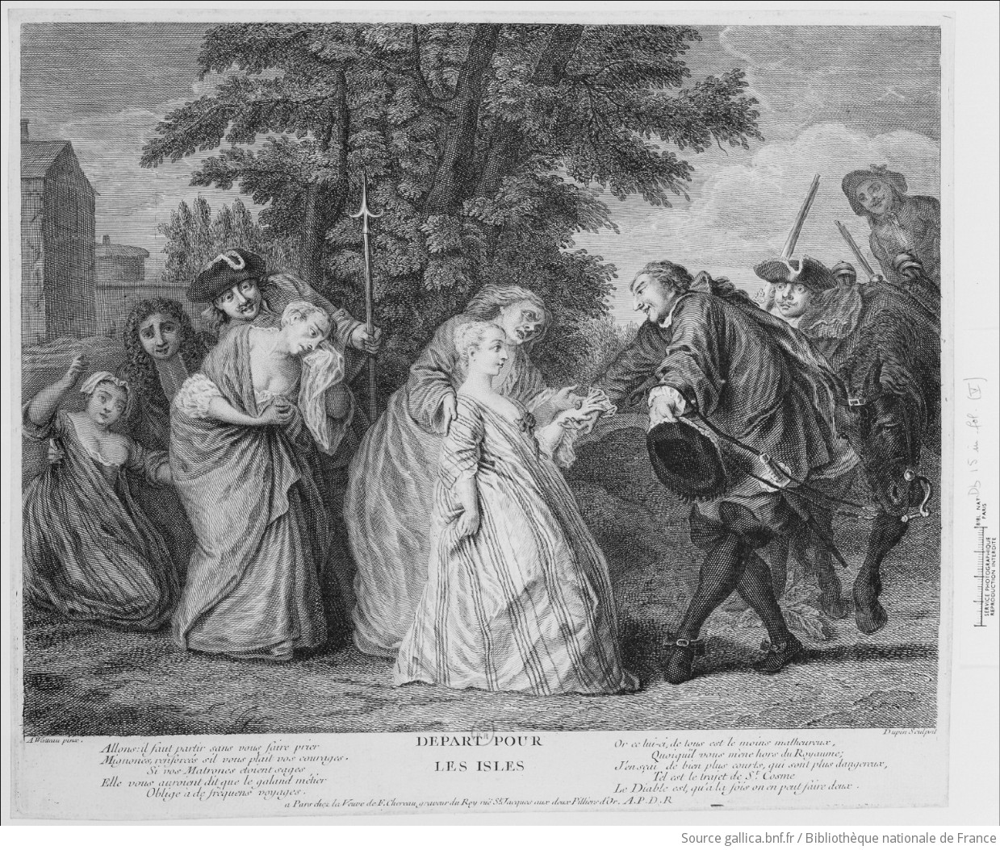 A Watteau pinx.
Dupin Sculpsit
DEPART POUR
LES ISLES
Allons: il faut partir sans vous faire prier
Mignones, renforcés s'il vous plait vos courages.
Si vos Matrones étoient sages
Elle vous auroient dit que le galand métier
Oblige a de fréquens voyages.
Or ce lui-ci, de tous est le moins malheureux,
Quoiqu'il vous mène hors du Royaume;
J'en sçai de bien plus courts, qui sont plus dangereux,
Tel est le trajet de St. Cosme
Le Diable est, qu'a la fois on en peut faire deux.
a Paris chez la Veuve de F. Chereau, graveur du Roy ruë St. Jacques aux deux Pilliers d'Or. A.P.D.R
Db 15 in fol. (V)
BIBL. NAT.
PARIS
SERVICE PHOTOGRAPHIQUE
REPRODUCTION INTERDITE
Source gallica.bnf.fr / Bibliothèque nationale de France